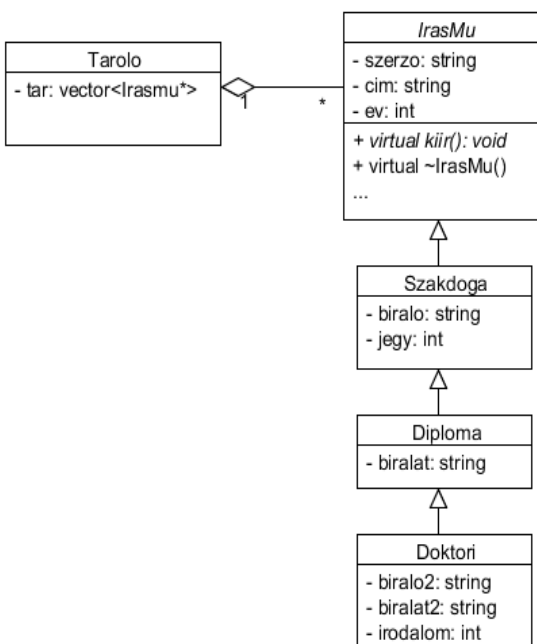 Tarolo
- tar: vector<Irasmu*>
1
*
IrasMu
- szerzo: string
- cim: string
- ev: int
+ virtual kiir(): void
+ virtual ~IrasMu()
...
Szakdoga
- biralo: string
- jegy: int
Diploma
- biralat: string
Doktori
- biralo2: string
- biralat2: string
- irodalom: int